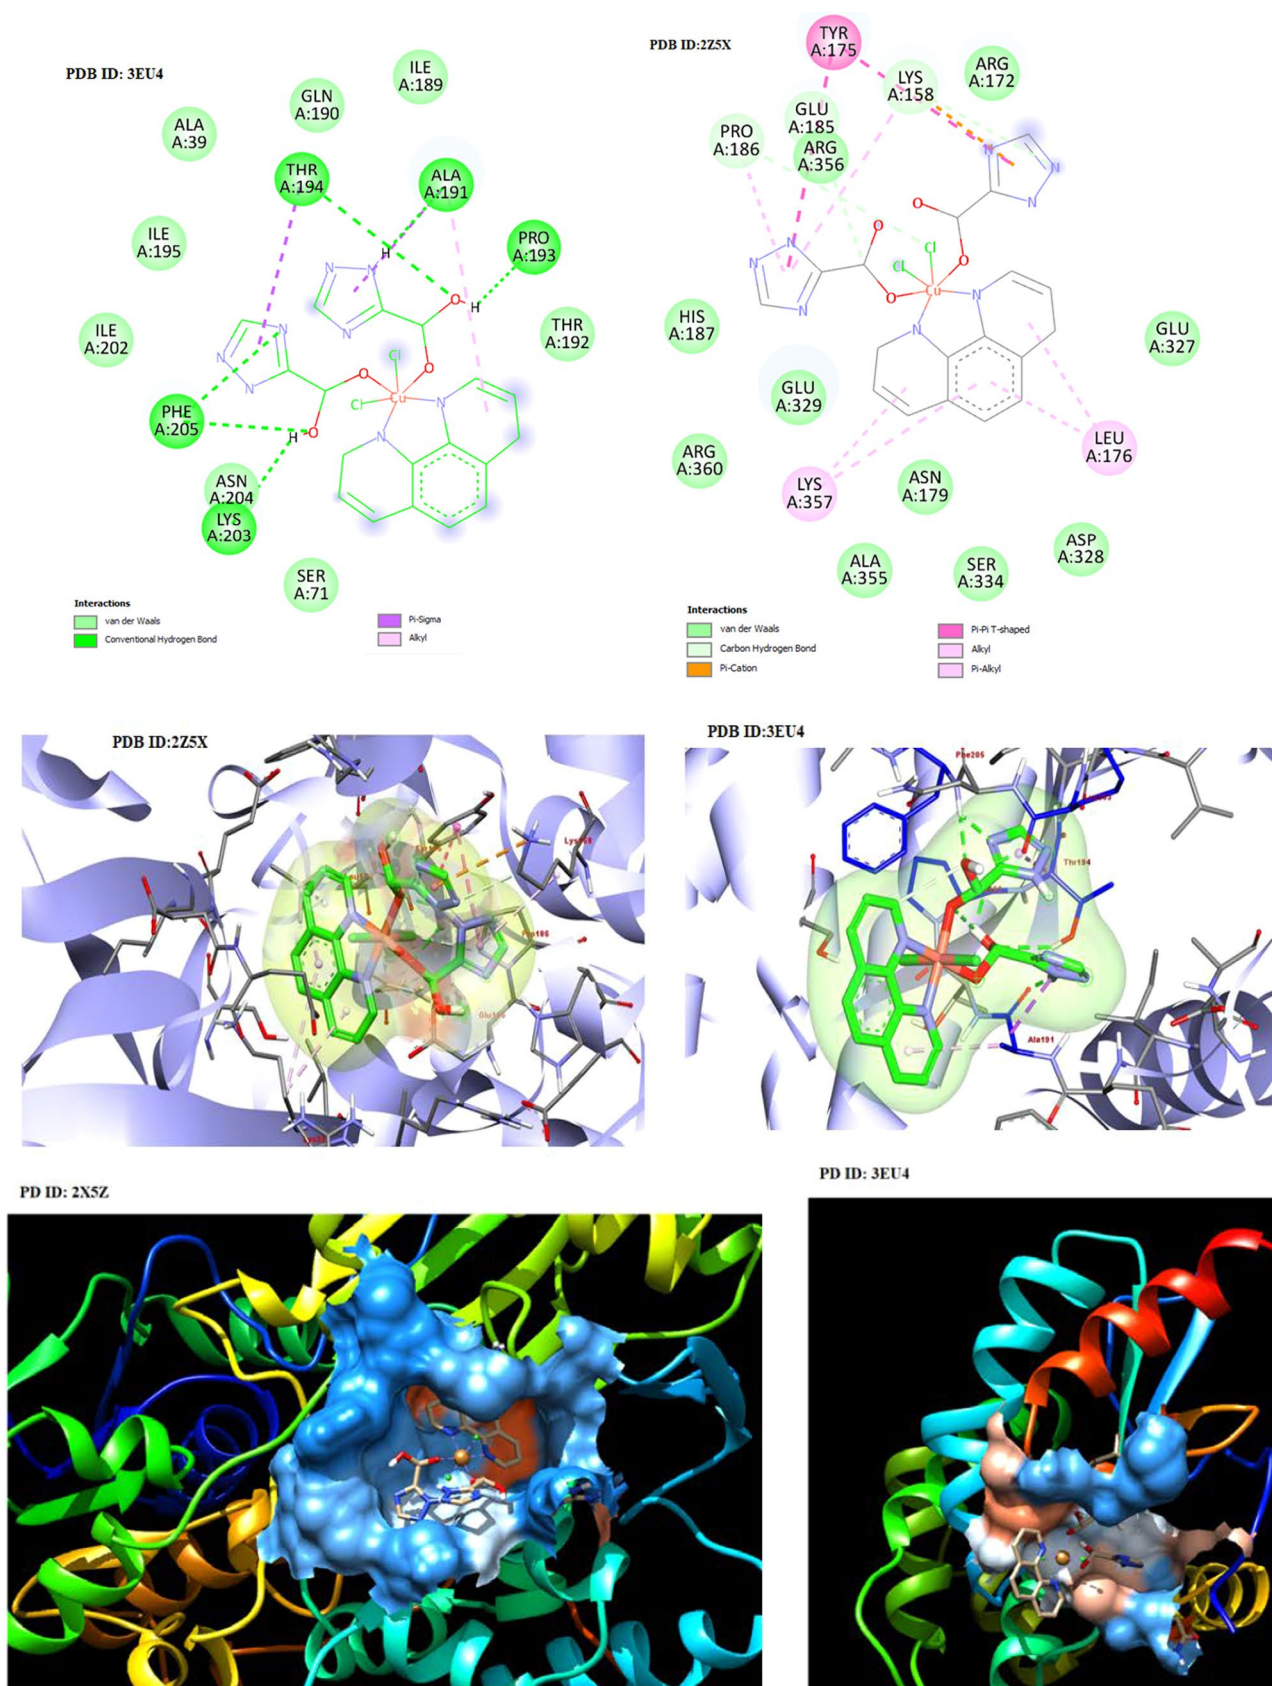 PDB ID: 3EU4
ILE
A:189
GLN
A:190
ALA
A:39
THR
A:194
ALA
A:191
PRO
A:193
ILE
A:195
H
N
N
NH
N
O
H
THR
A:192
ILE
A:202
N
N
NH
N
O
Cl
O
Cl
Cu
N
N
PHE
A:205
H
O
ASN
A:204
LYS
A:203
SER
A:71
Interactions
van der Waals
Conventional Hydrogen Bond
Pi-Sigma
Alkyl
PDB ID:2Z5X
TYR
A:175
LYS
A:158
ARG
A:172
GLU
A:185
PRO
A:186
ARG
A:356
N
N
NH
O
O
O
Cl
Cl
NH
N
N
O
Cu
N
N
HIS
A:187
GLU
A:327
GLU
A:329
ARG
A:360
LEU
A:176
LYS
A:357
ASN
A:179
ASP
A:328
ALA
A:355
SER
A:334
Interactions
van der Waals
Carbon Hydrogen Bond
Pi-Cation
Pi-Pi T-shaped
Alkyl
Pi-Alkyl
PDB ID:2Z5X
Pro186
PDB ID:3EU4
Phe205
Thr194
Ala191
PD ID: 2X5Z
PD ID: 3EU4